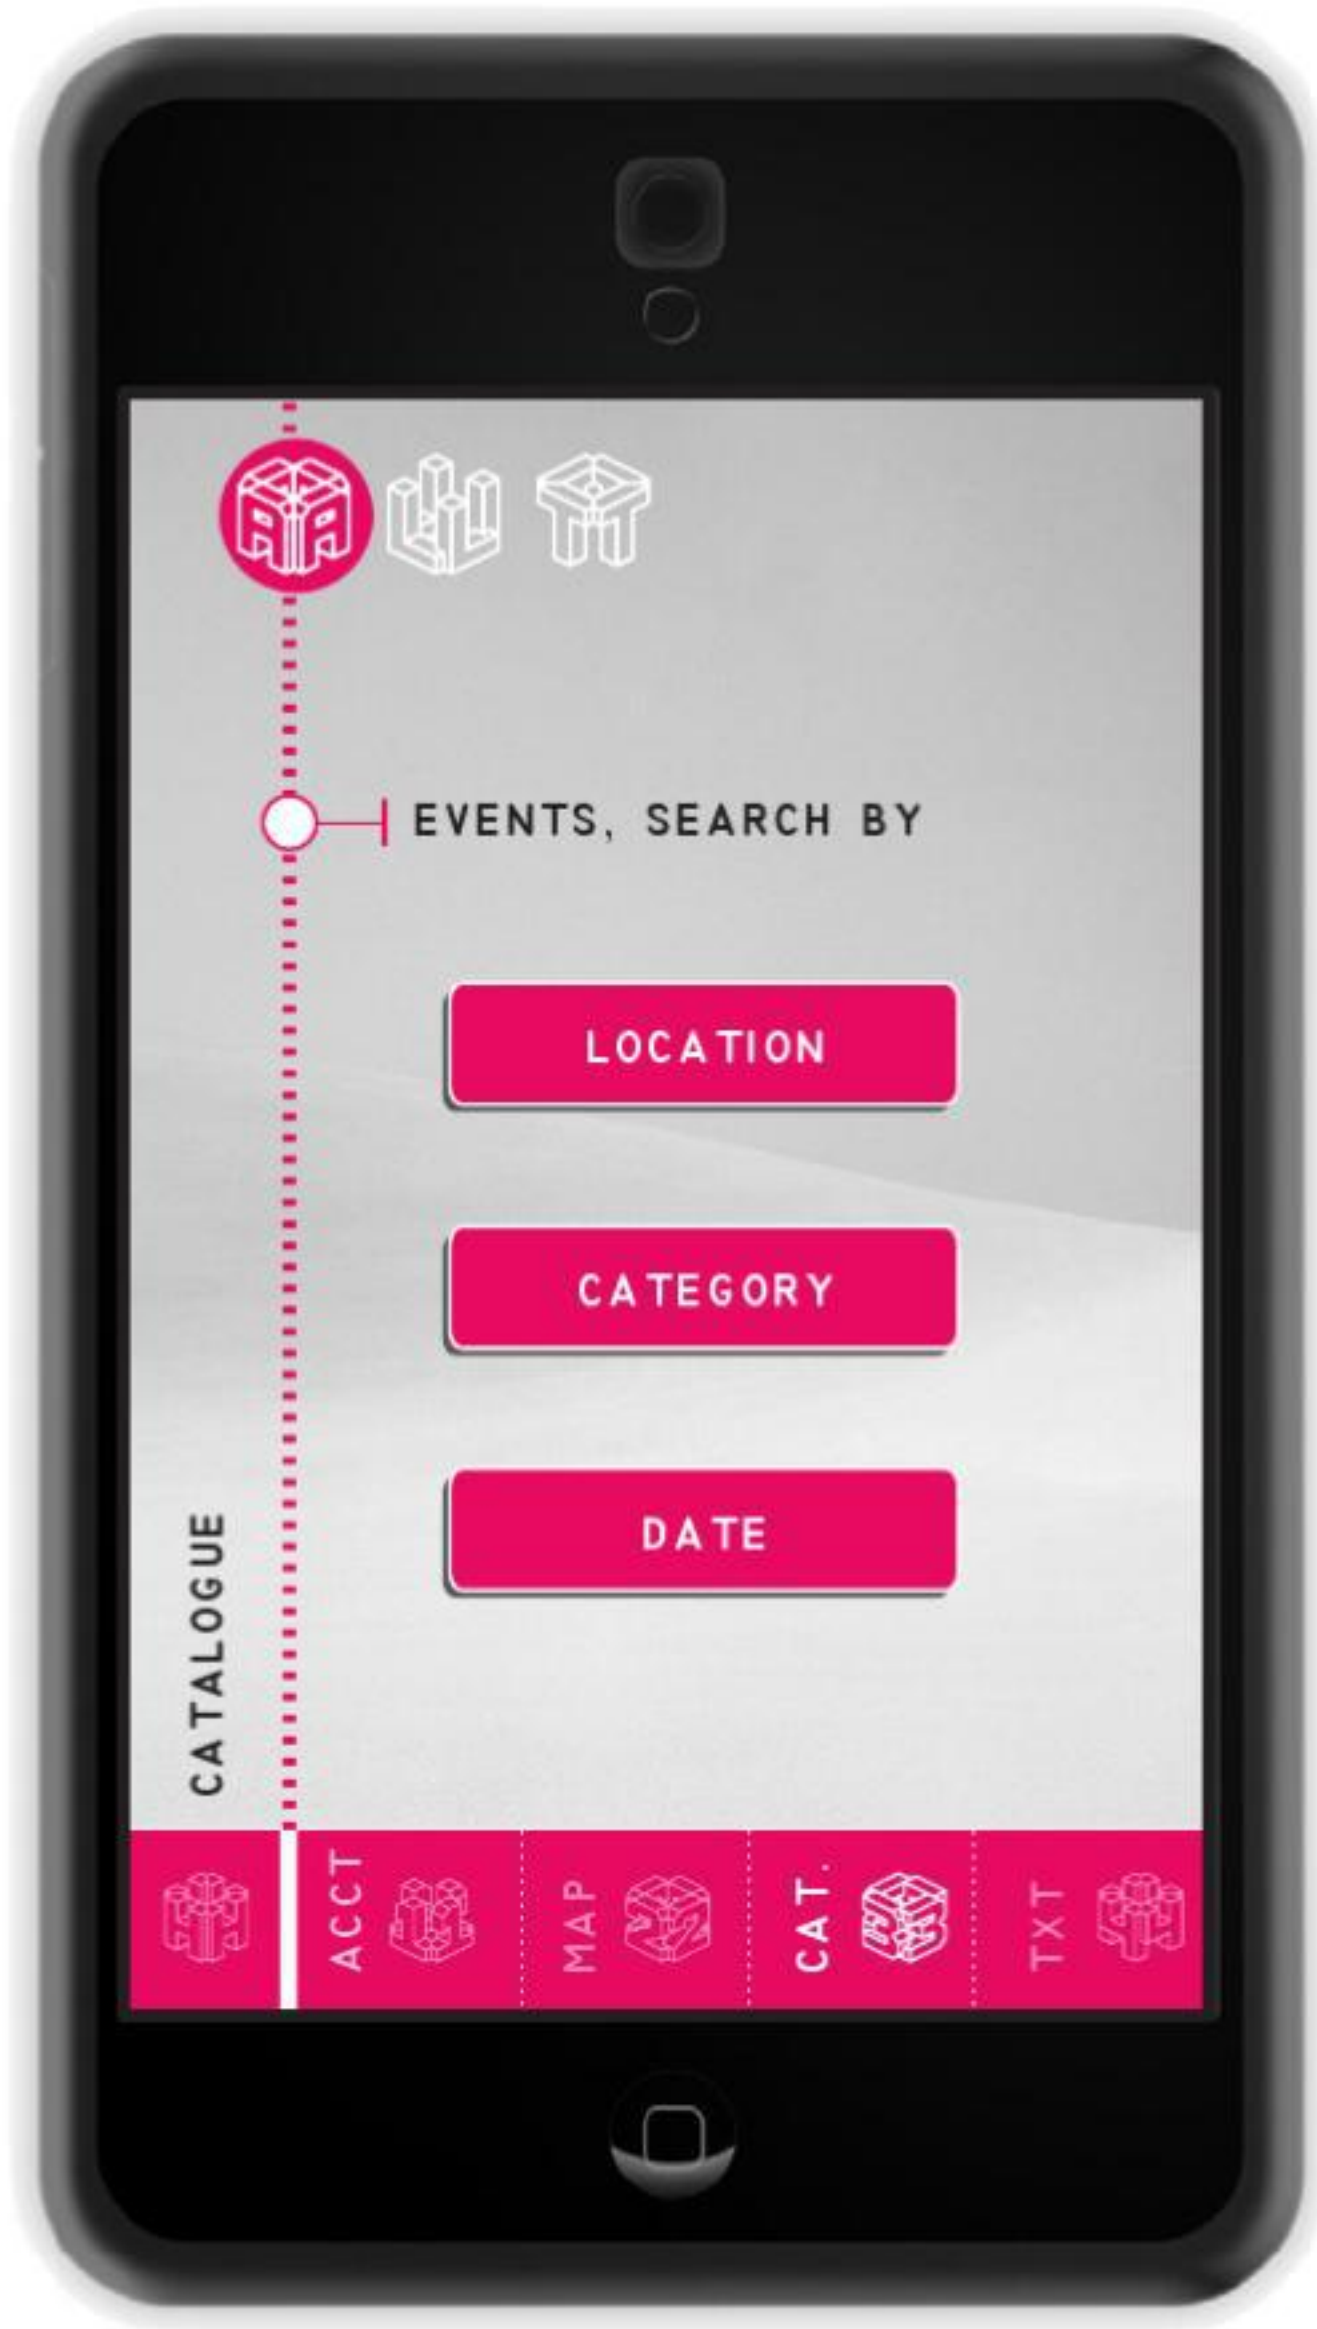 EVENTS, SEARCH BY
LOCATION
CATEGORY
DATE
CATALOGUE
ACCT
MAP
CAT.
TXT